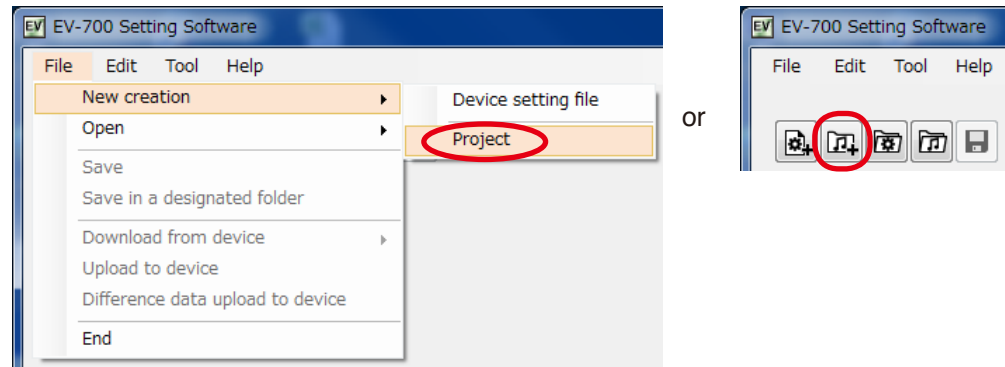 EV EV-700 Setting Software
File Edit Tool Help
New creation
Device setting file
Open
Project
Save
Save in a designated folder
Download from device
Upload to device
Difference data upload to device
End
or
EV EV-700 Setting Software
File Edit Tool Help